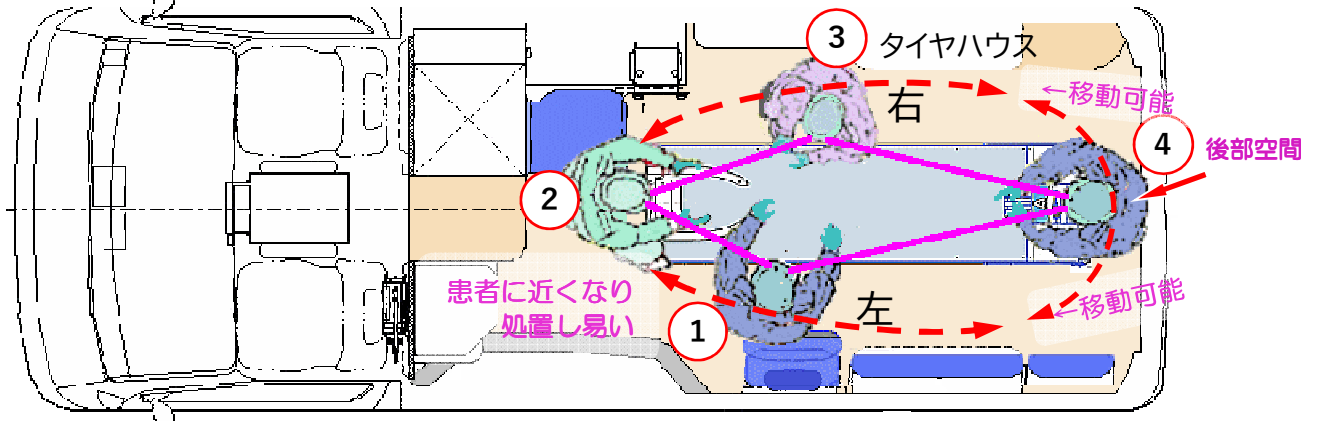 3
タイヤハウス
右
←移動可能
4
後部空間
2
患者に近くなり
処置し易い
1
左
←移動可能